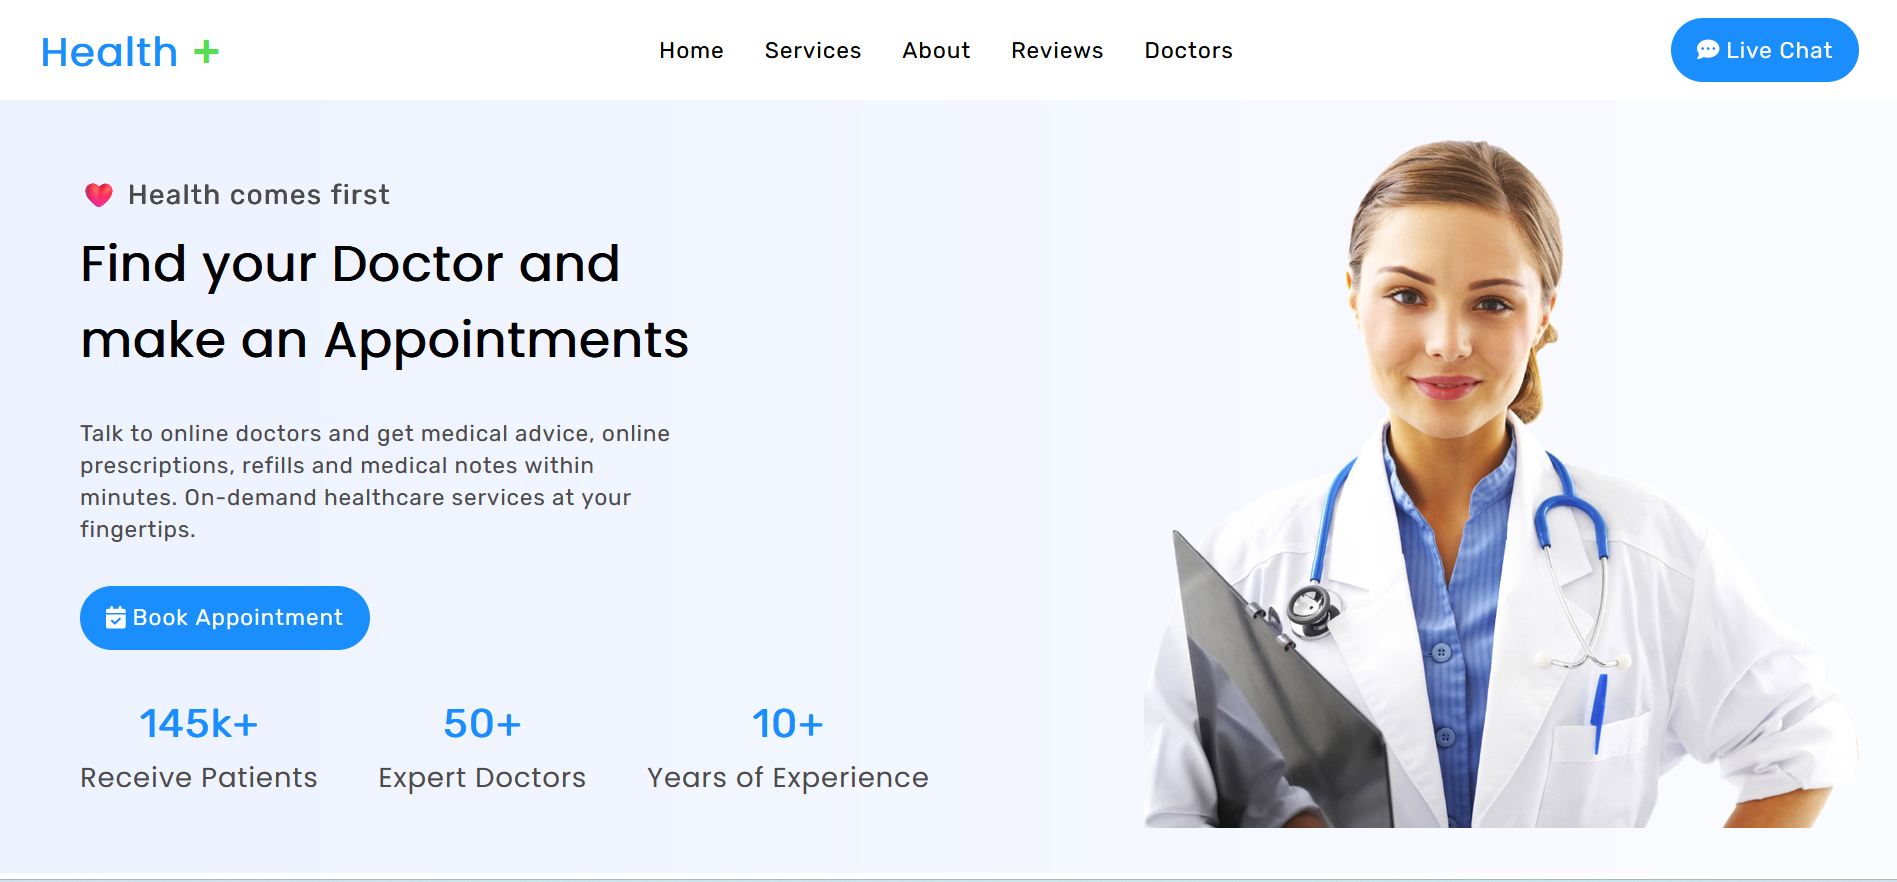 Health +
Home
Services
About
Reviews
Doctors
Live Chat
Health comes first
Find your Doctor and
make an Appointments
Talk to online doctors and get medical advice, online
prescriptions, refills and medical notes within
minutes. On-demand healthcare services at your
fingertips.
Book Appointment
145k+
Receive Patients
50+
Expert Doctors
10+
Years of Experience